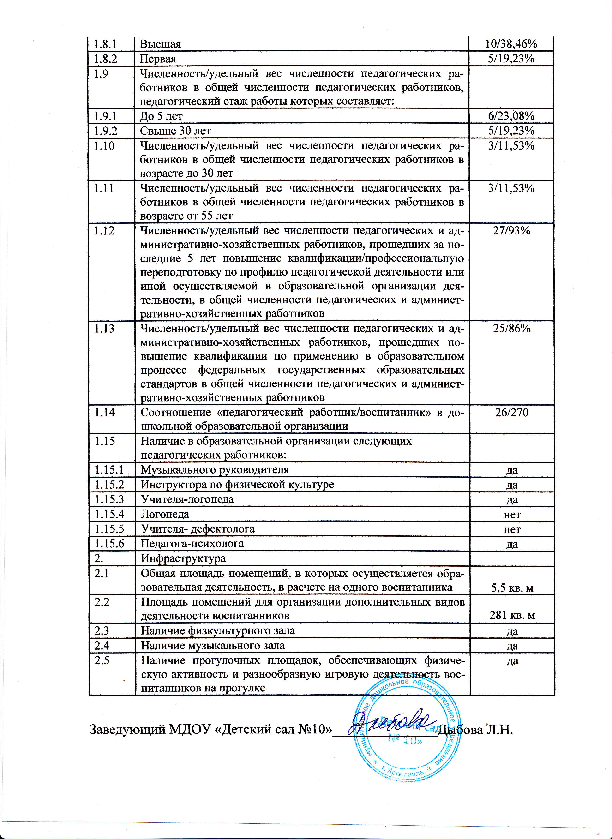 1.8.1 Высшая 10/38,46%
1.8.2 Первая 5/19,23%
1.9 Численность/удельный вес численности педагогических ра-
ботников в общей численности педагогических работников,
педагогический стаж работы которых составляет:
1.9.1 До 5 лет 6/23,08%
1.9.2 Свыше 30 лет 5/19,23%
1.10 Численность/удельный вес численности педагогических ра- 3/11,53%
ботников в общей численности педагогических работников в
возрасте до 30 лет
1.11 Численность/удельный вес численности педагогических ра- 3/11,53%
ботников в общей численности педагогических работников в
возрасте от 55 лет
1.12 Численность/удельный вес численности педагогических и ад- 27/93%
министративно-хозяйственных работников, прошедших за по-
следние 5 лет повышение квалификации/профессиональную
переподготовку по профилю педагогической деятельности или
иной осуществляемой в образовательной организации дея-
тельности, в общей численности педагогических и админист-
ративно-хозяйственных работников
1.13 Численность/удельный вес численности педагогических и ад- 25/86%
министративно-хозяйственных работников, прошедших по-
вышение квалификации по применению в образовательном
процессе федеральных государственных образовательных
стандартов в общей численности педагогических и админист-
ративно-хозяйственных работников
1.14 Соотношение «педагогический работник/воспитанник» в до- 26/270
школьной образовательной организации
1.15 Наличие в образовательной организации следующих
педагогических работников:
1.15.1 Музыкального руководителя да
1.15.2 Инструктора по физической культуре да
1.15.3 Учителя-логопеда да
1.15.4 Логопеда нет
1.15.5 Учителя- дефектолога нет
1.15.6 Педагога-психолога да
2. Инфраструктура
2.1 Общая площадь помещений, в которых осуществляется обра-
зовательная деятельность, в расчете на одного воспитанника 5,5 кв. м
2.2 Площадь помещений для организации дополнительных видов
деятельности воспитанников 281 кв. м
2.3 Наличие физкультурного зала да
2.4 Наличие музыкального зала да
2.5 Наличие прогулочных площадок, обеспечивающих физиче- да
скую активность и разнообразную игровую деятельность вос-
питанников на прогулке
Заведующий МДОУ «Детский сад №10» Дыбова Л.Н.